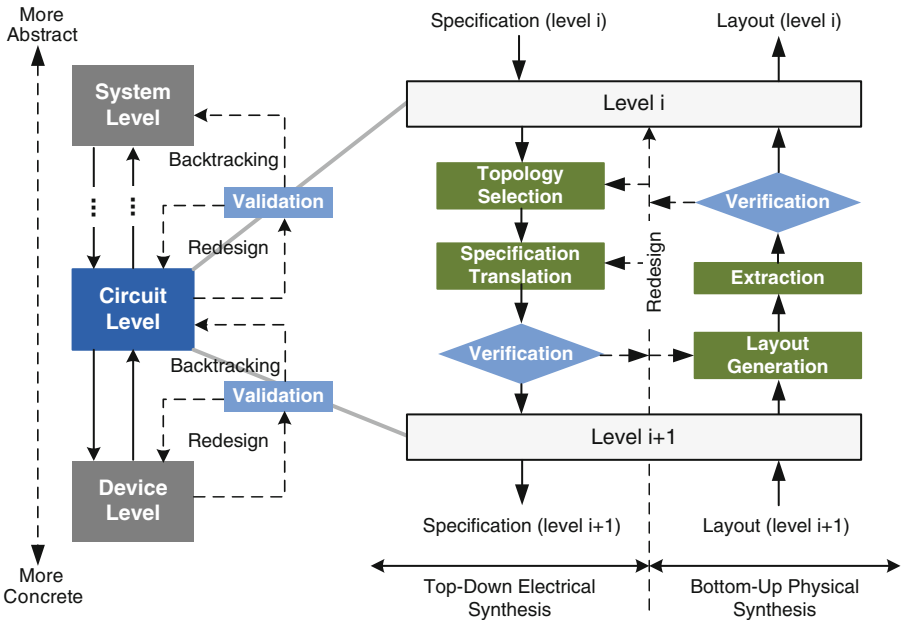 More
Abstract
System
Level
Backtracking
Validation
Redesign
Circuit
Level
Backtracking
Validation
Redesign
Device
Level
More
Concrete
Specification (level i)
Layout (level i)
Level i
Topology
Selection
Specification
Translation
Verification
Redesign
Verification
Extraction
Layout
Generation
Level i+1
Specification (level i+1)
Layout (level i+1)
Top-Down Electrical
Synthesis
Bottom-Up Physical
Synthesis